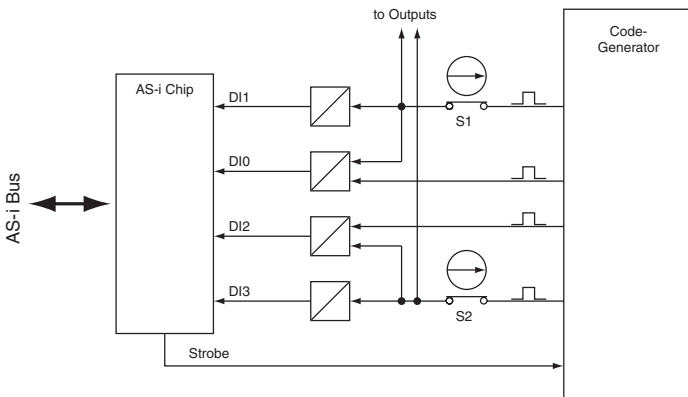 to Outputs
Code-
Generator
AS-i Chip
DI1
S1
DI0
AS-i Bus
DI2
DI3
S2
Strobe